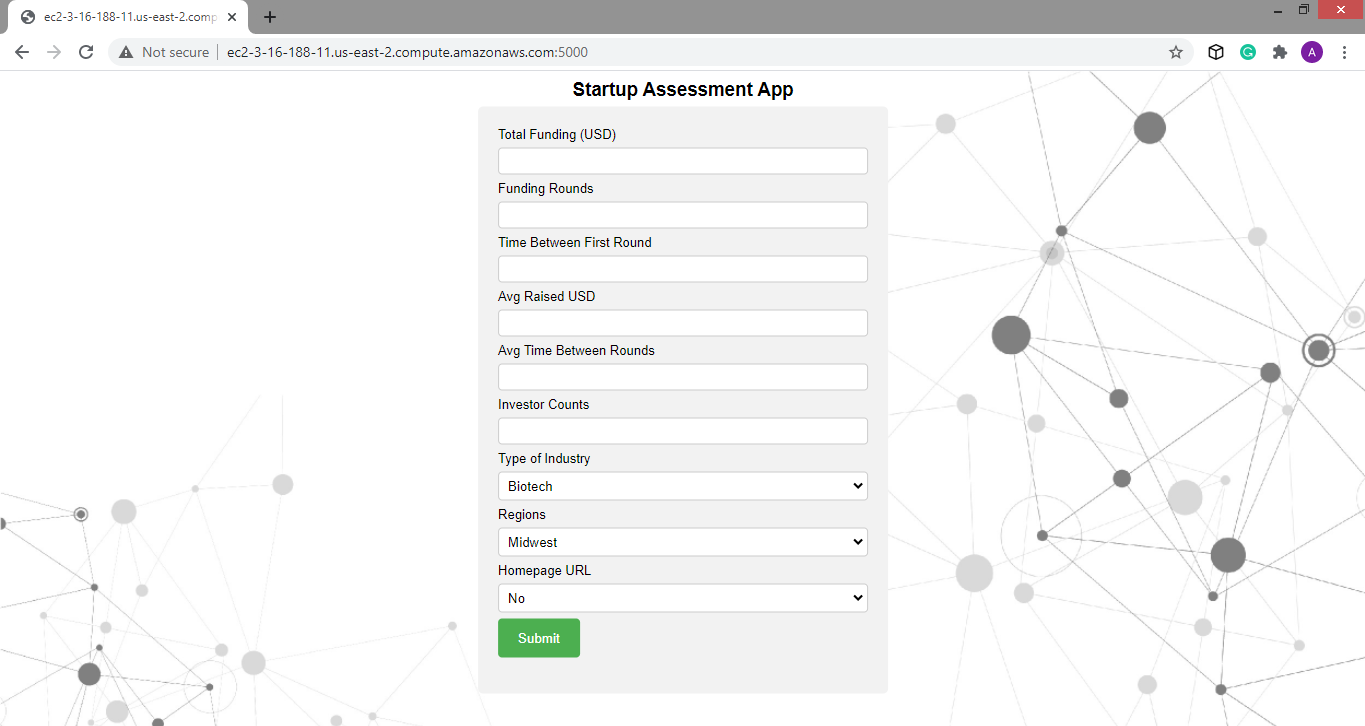 ec2-3-16-188-11.us-east-2.comp
Not secure
ec2-3-16-188-11.us-east-2.compute.amazonaws.com:5000
G
A
Startup Assessment App
Total Funding (USD)
Funding Rounds
Time Between First Round
Avg Raised USD
Avg Time Between Rounds
Investor Counts
Type of Industry
Biotech
Regions
Midwest
Homepage URL
No
Submit